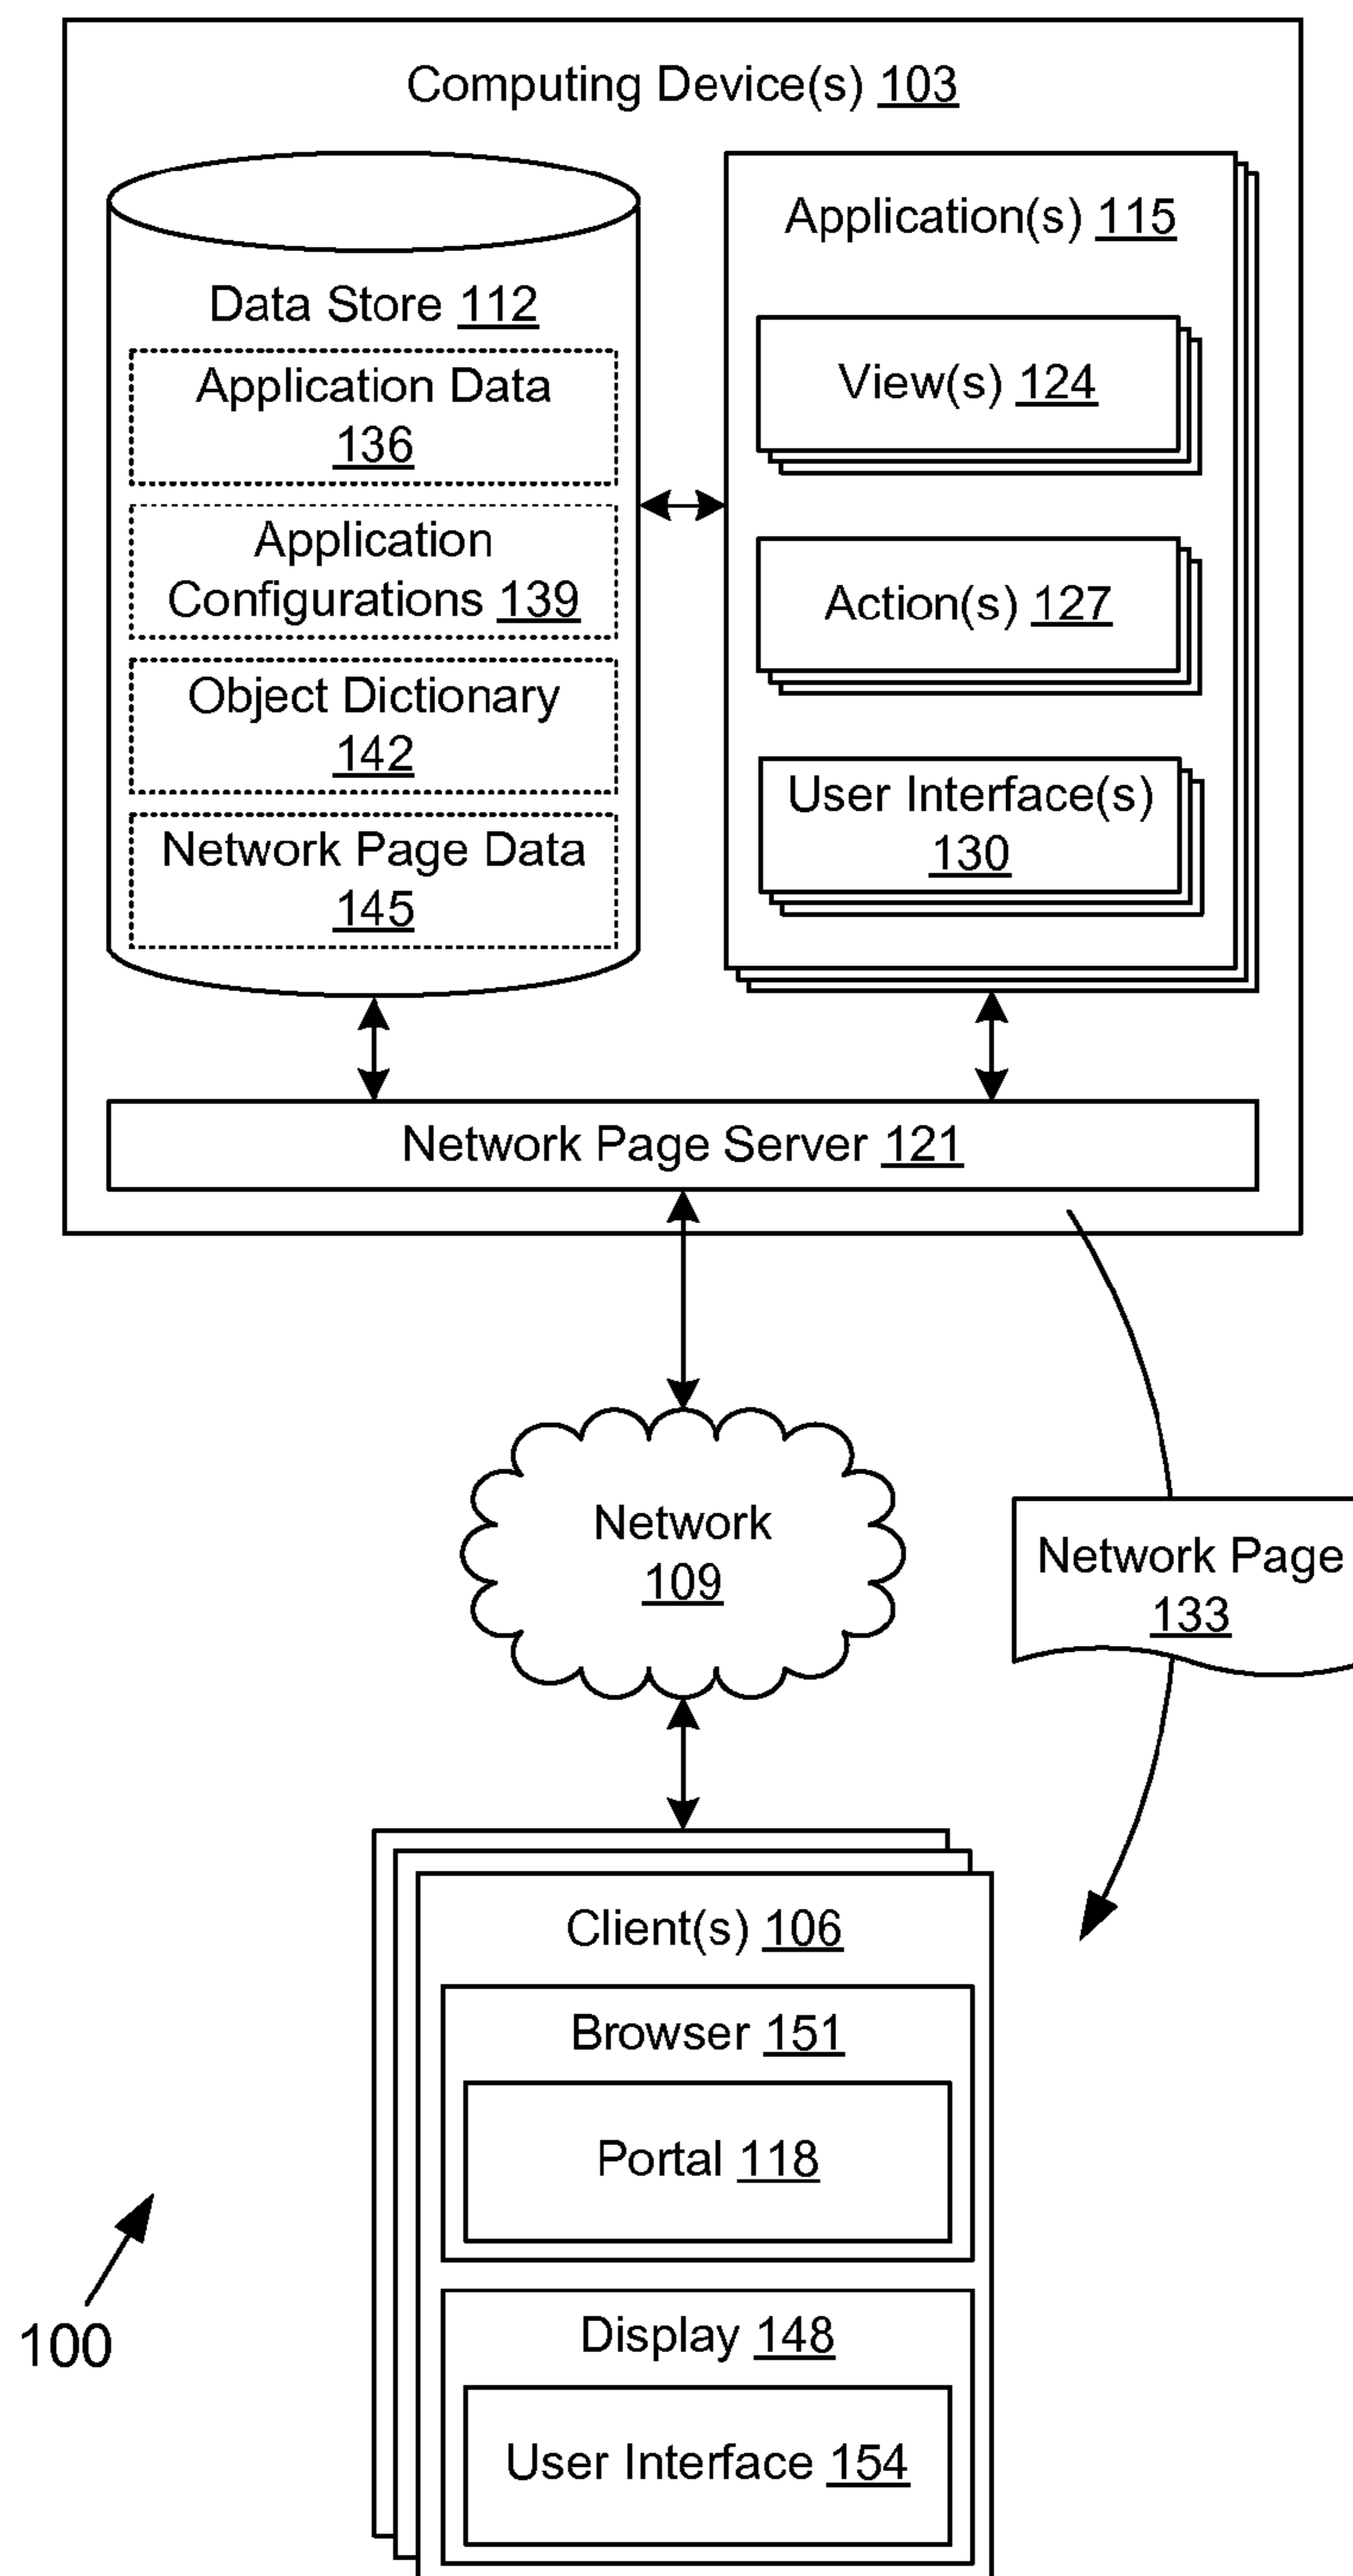 Computing Device(s) 103
Data Store 112
Application Data
136
Application
Configurations 139
Object Dictionary
142
Network Page Data
145
Application(s) 115
View(s) 124
Action(s) 127
User Interface(s)
130
Network Page Server 121
Network
109
Network Page
133
Client(s) 106
Browser 151
Portal 118
Display 148
User Interface 154
100